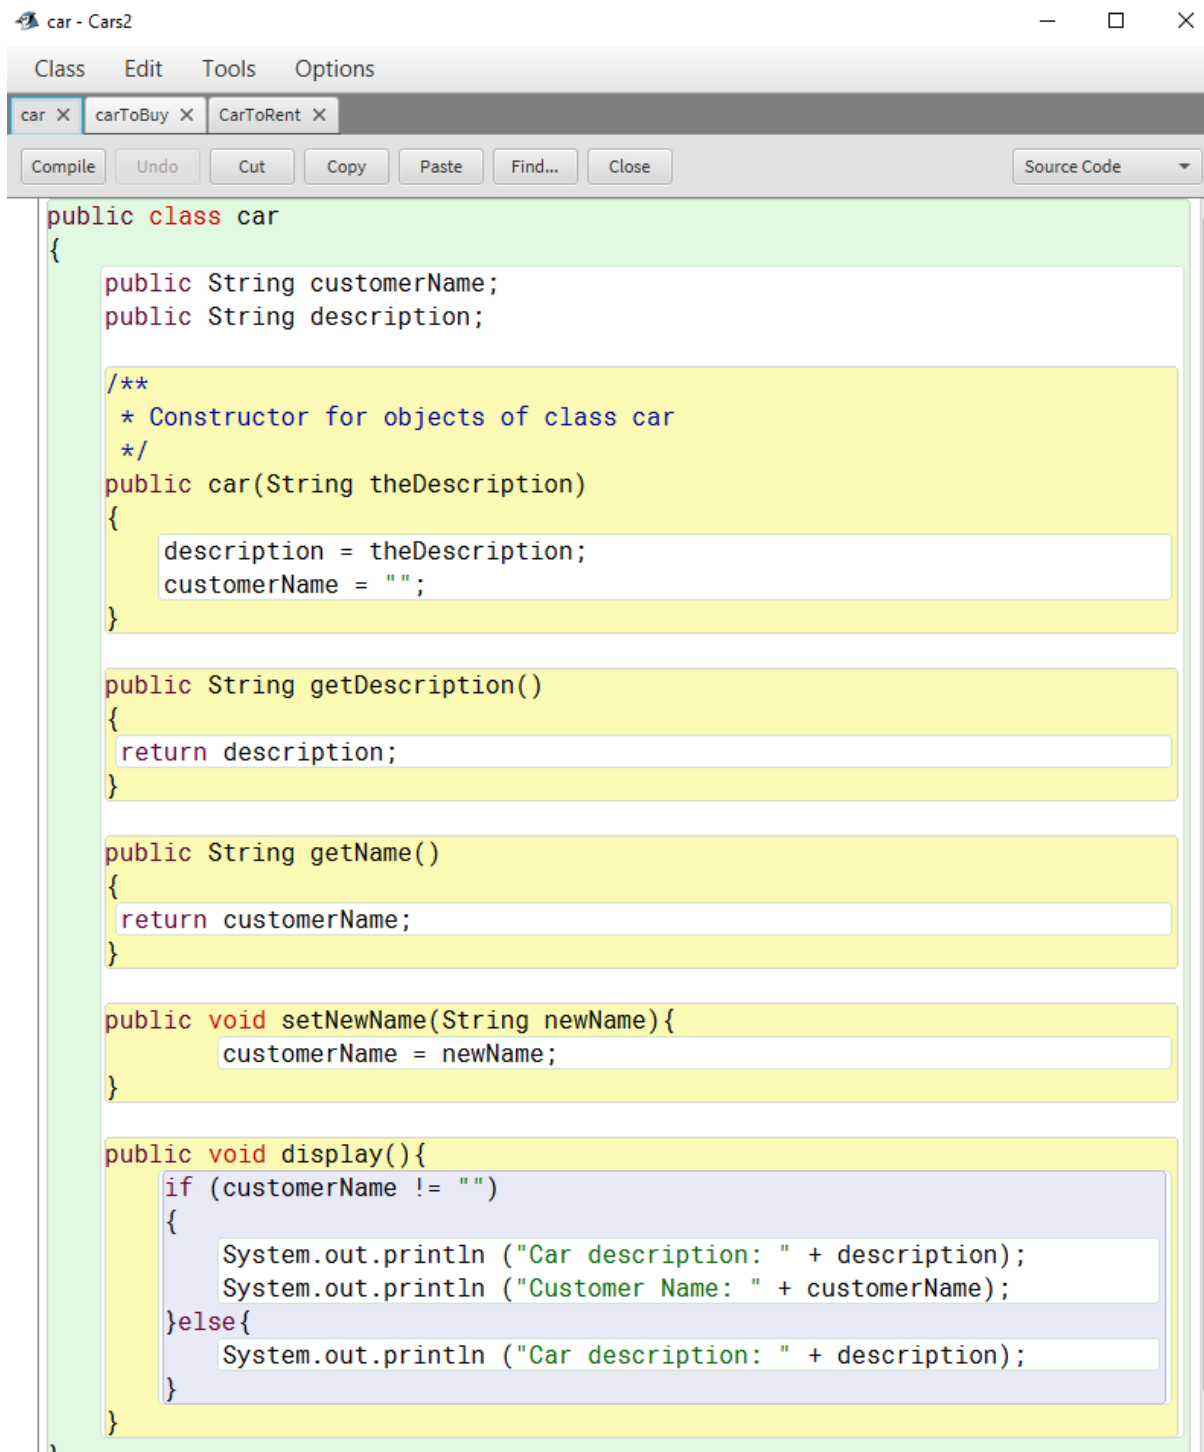 car - Cars2
Class Edit Tools Options
car carToBuy CarToRent
Compile Undo Cut Copy Paste Find... Close Source Code
public class car
{
    public String customerName;
    public String description;
    /**
     * Constructor for objects of class car
     */
    public car(String theDescription)
    {
        description = theDescription;
        customerName = "";
    }
    public String getDescription()
    {
     return description;
    }
    public String getName()
    {
     return customerName;
    }
    public void setNewName(String newName){
            customerName = newName;
    }
    public void display(){
        if (customerName != "")
        {
            System.out.println ("Car description: " + description);
            System.out.println ("Customer Name: " + customerName);
        }else{
            System.out.println ("Car description: " + description);
        }
    }
}